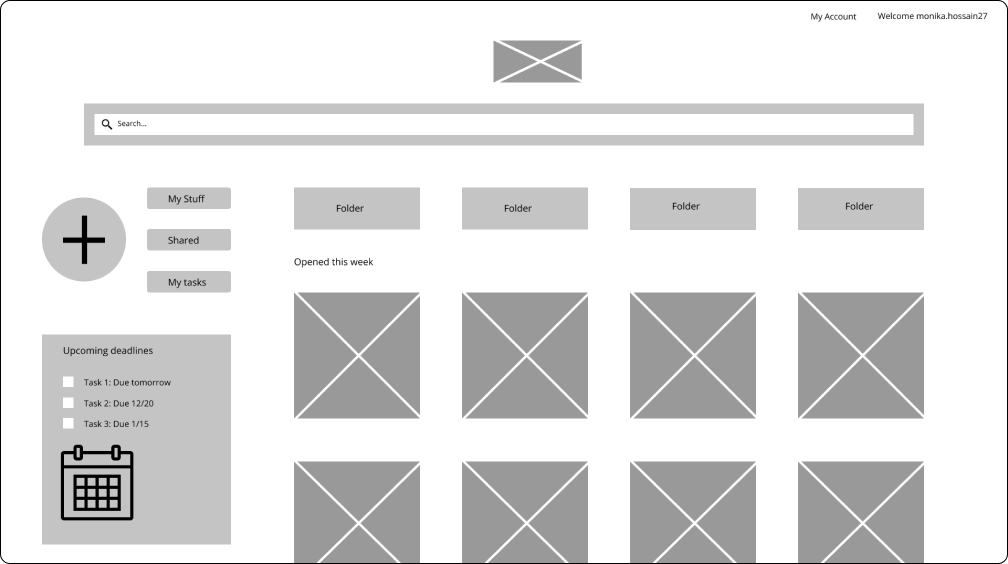 My Account
Welcome monika.hossain27
Search...
My Stuff
Shared
My tasks
Folder
Folder
Folder
Folder
Opened this week
Upcoming deadlines
Task 1: Due tomorrow
Task 2: Due 12/20
Task 3: Due 1/15